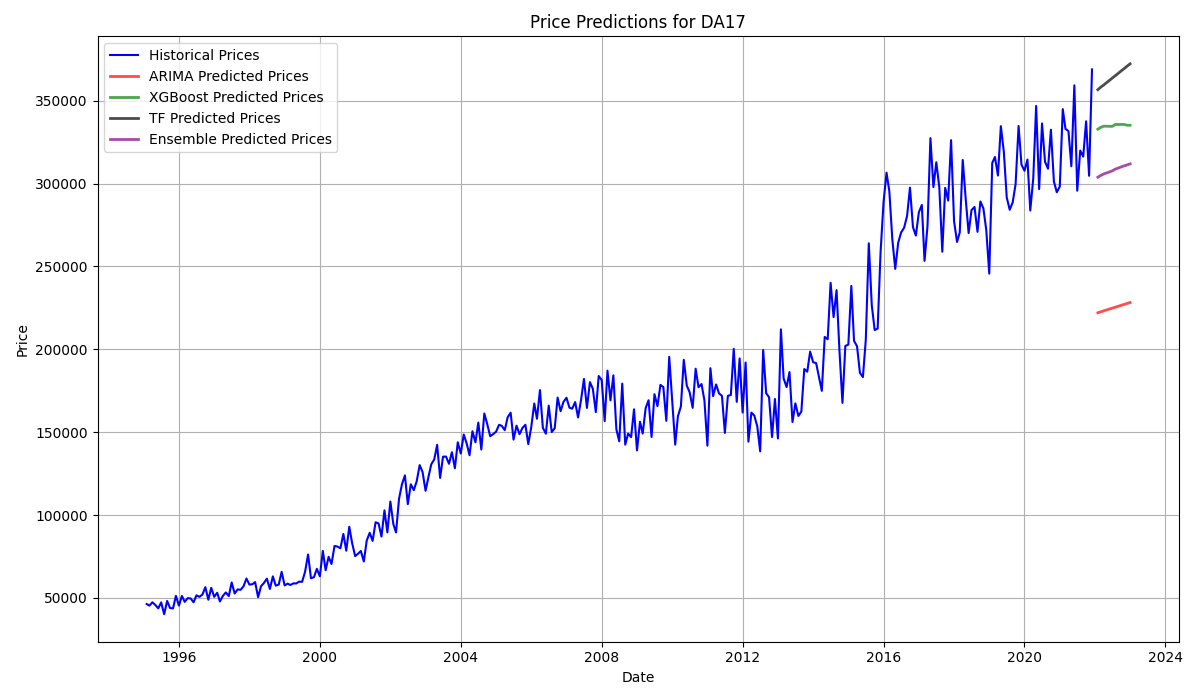 Price Predictions for DA17
Historical Prices
ARIMA Predicted Prices
XGBoost Predicted Prices
TF Predicted Prices
Ensemble Predicted Prices
Price
350000
300000
250000
200000
150000
100000
50000
1996 2000 2004 2008 2012 2016 2020 2024
Date